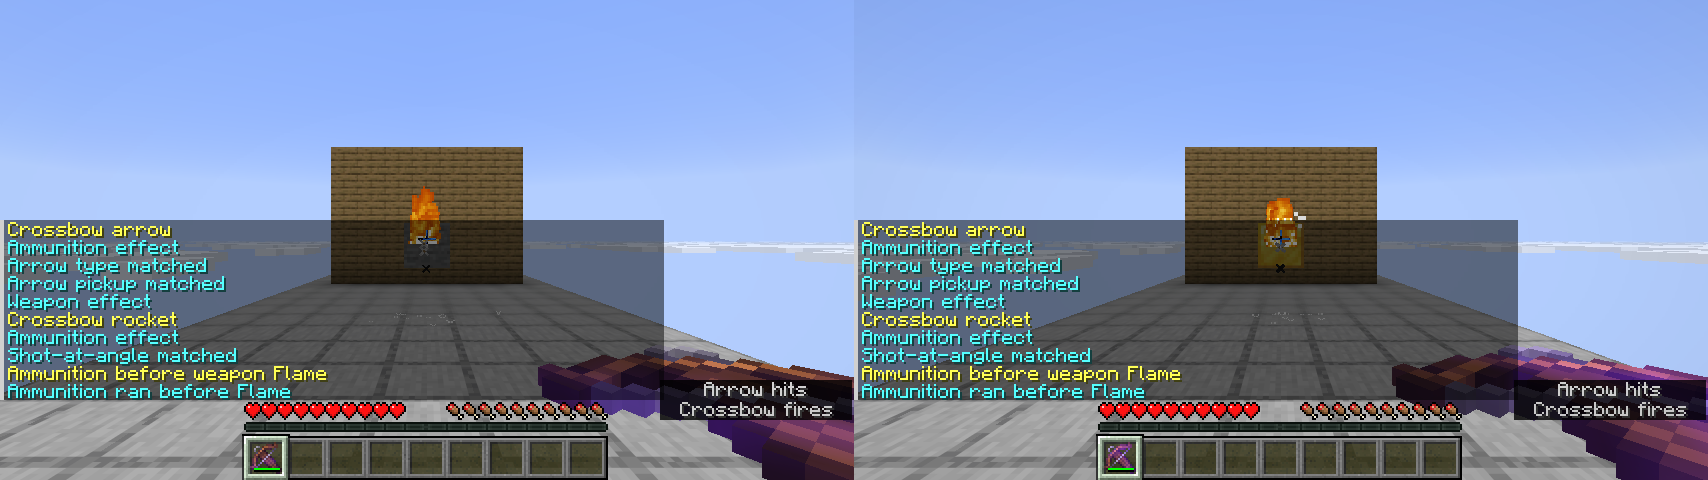 Crossbow arrow
Ammunition effect
Arrow type matched
Arrow pickup matched
Weapon effect
Crossbow rocket
Ammunition effect
Shot-at-angle matched
Ammunition before weapon Flame
Ammunition ran before Flame
Arrow hits
Crossbow fires
Crossbow arrow
Ammunition effect
Arrow type matched
Arrow pickup matched
Weapon effect
Crossbow rocket
Ammunition effect
Shot-at-angle matched
Ammunition before weapon Flame
Ammunition ran before Flame
Arrow hits
Crossbow fires